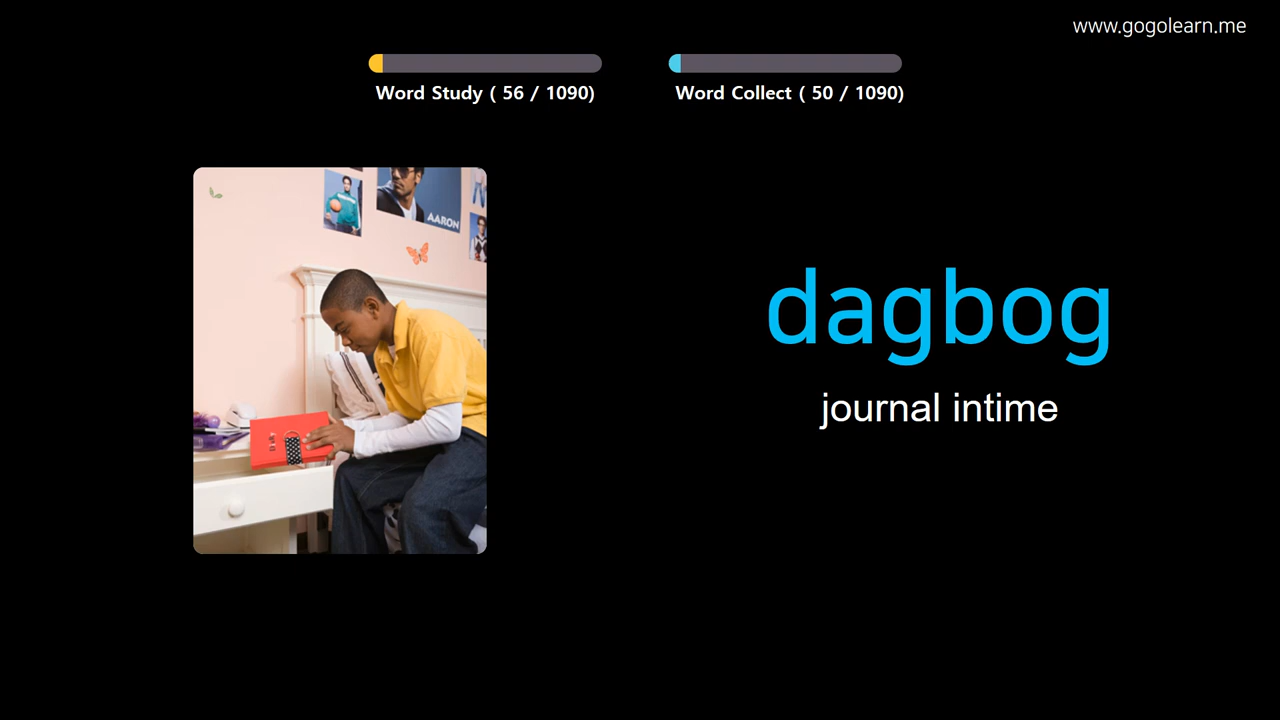 www.gogolearn.me
Word Study ( 56 / 1090)
Word Collect ( 50 / 1090)
AARON
dagbog
journal intime